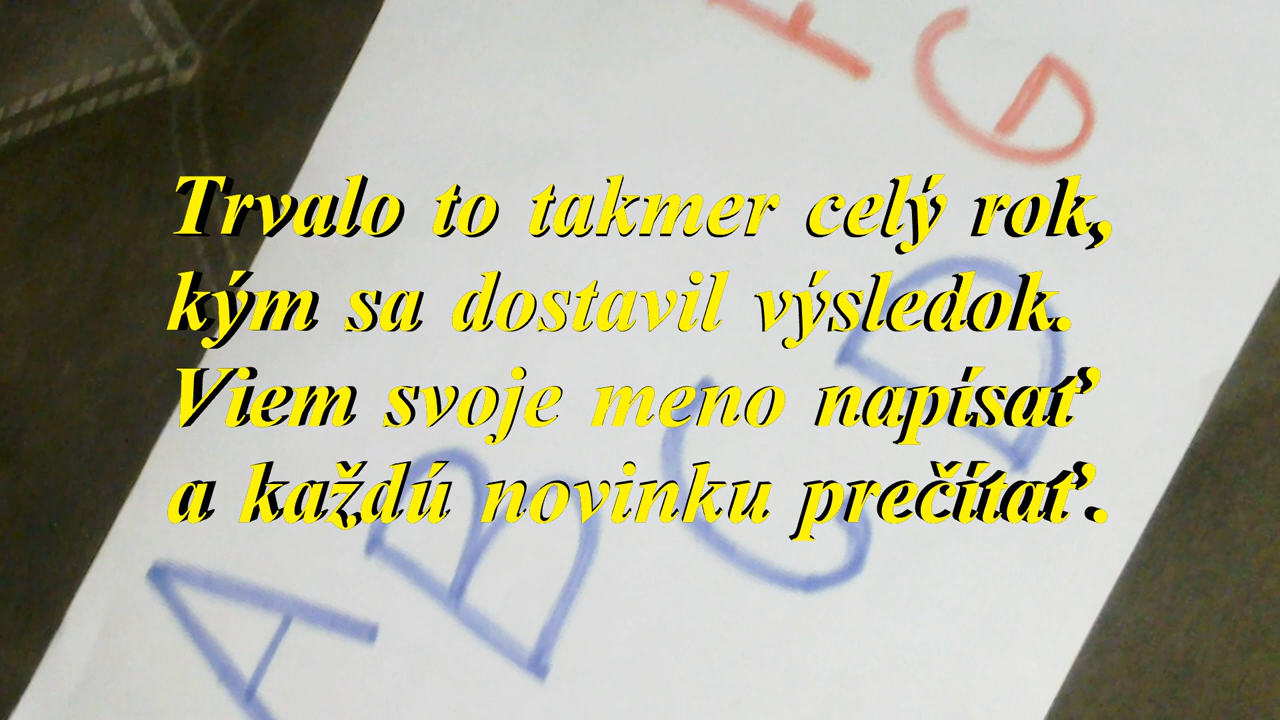 F G
Trvalo to takmer celý rok,
kým sa dostavil výsledok.
Viem svoje meno napísať
a každú novinku prečítať.
A B C D